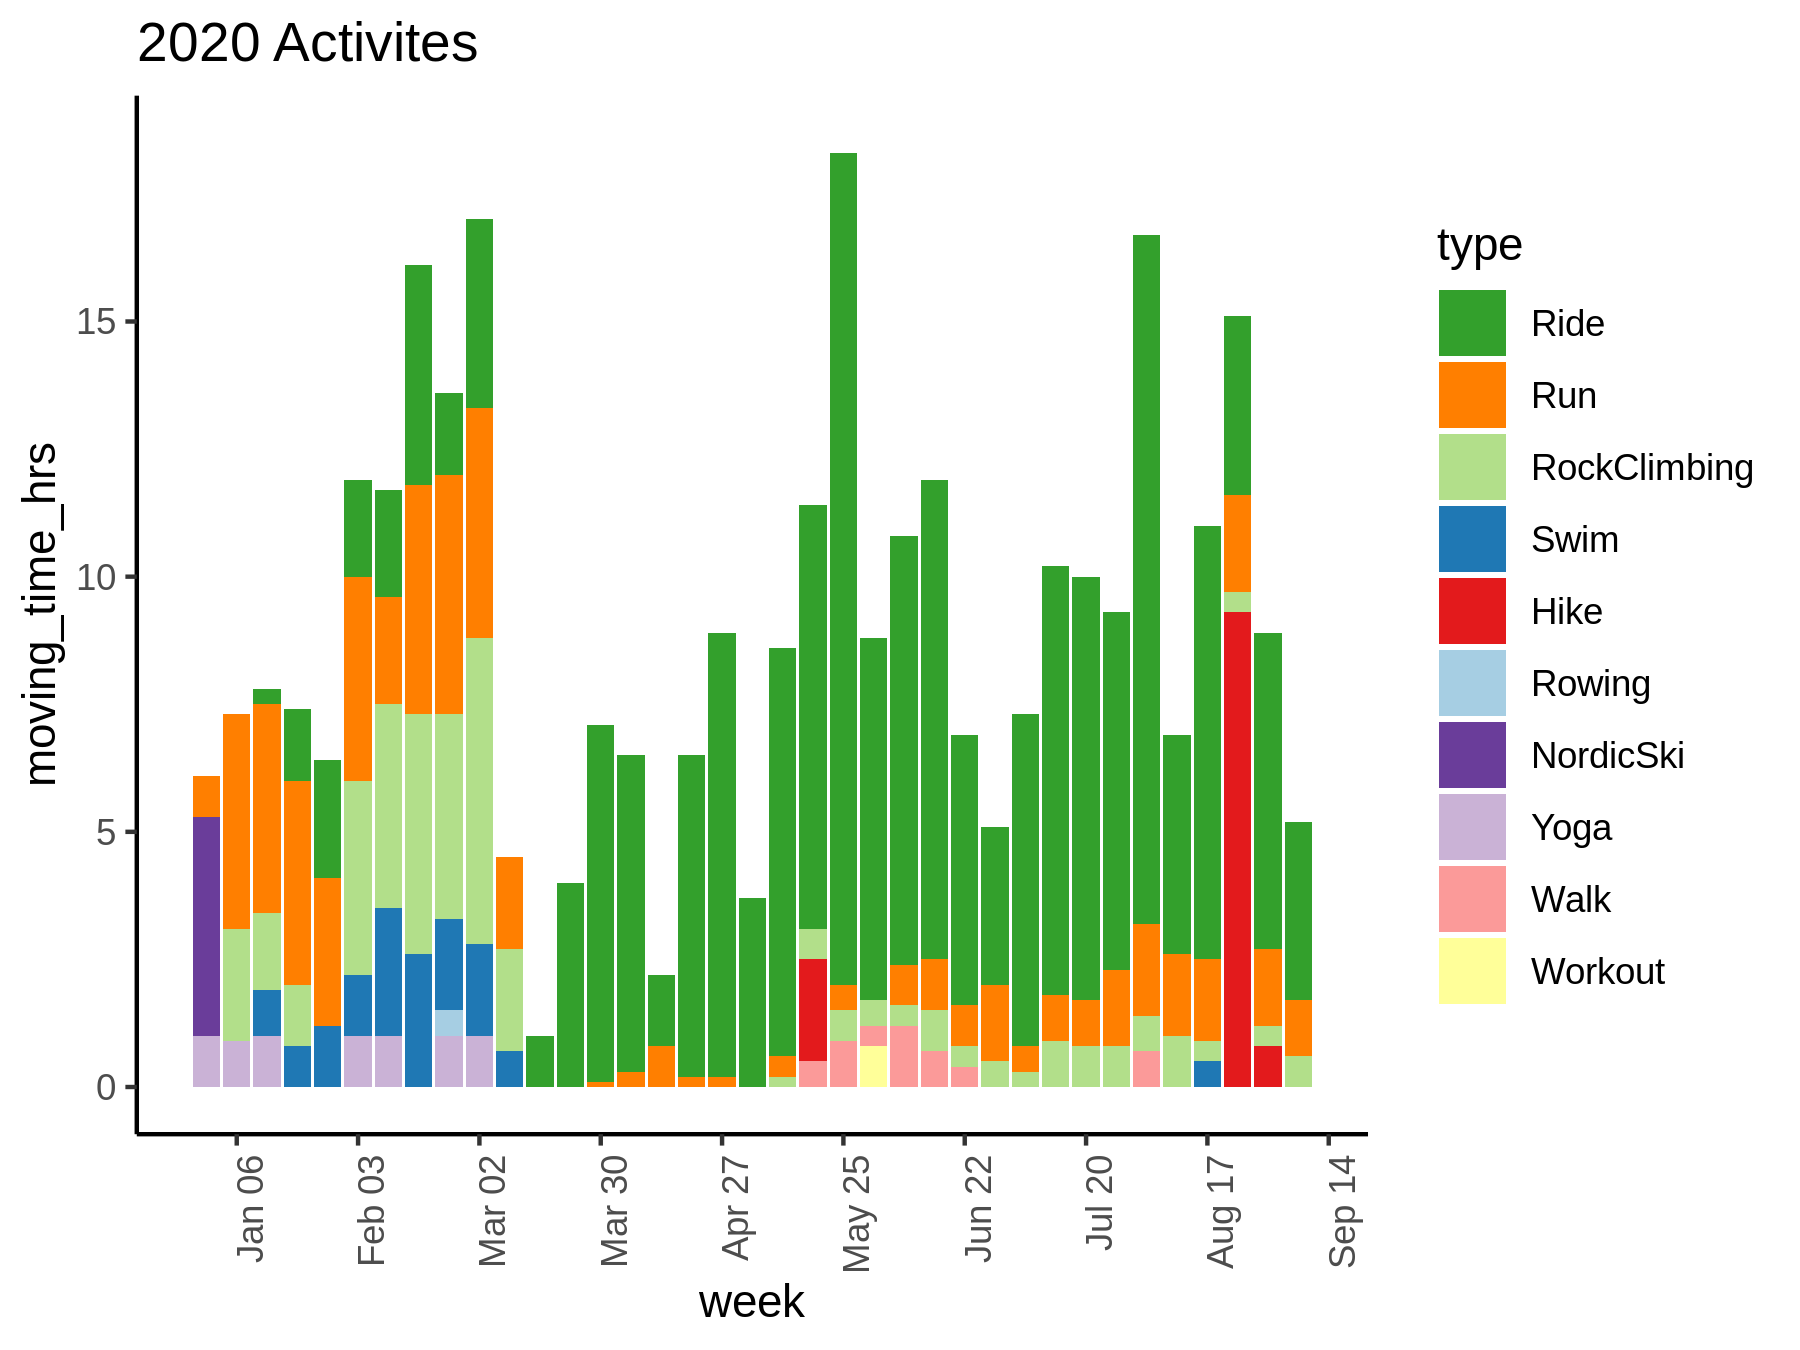 2020 Activites
moving_time_hrs
15
10
5
0
Jan 06
Feb 03
Mar 02
Mar 30
Apr 27
May 25
Jun 22
Jul 20
Aug 17
Sep 14
week
type
Ride
Run
RockClimbing
Swim
Hike
Rowing
NordicSki
Yoga
Walk
Workout